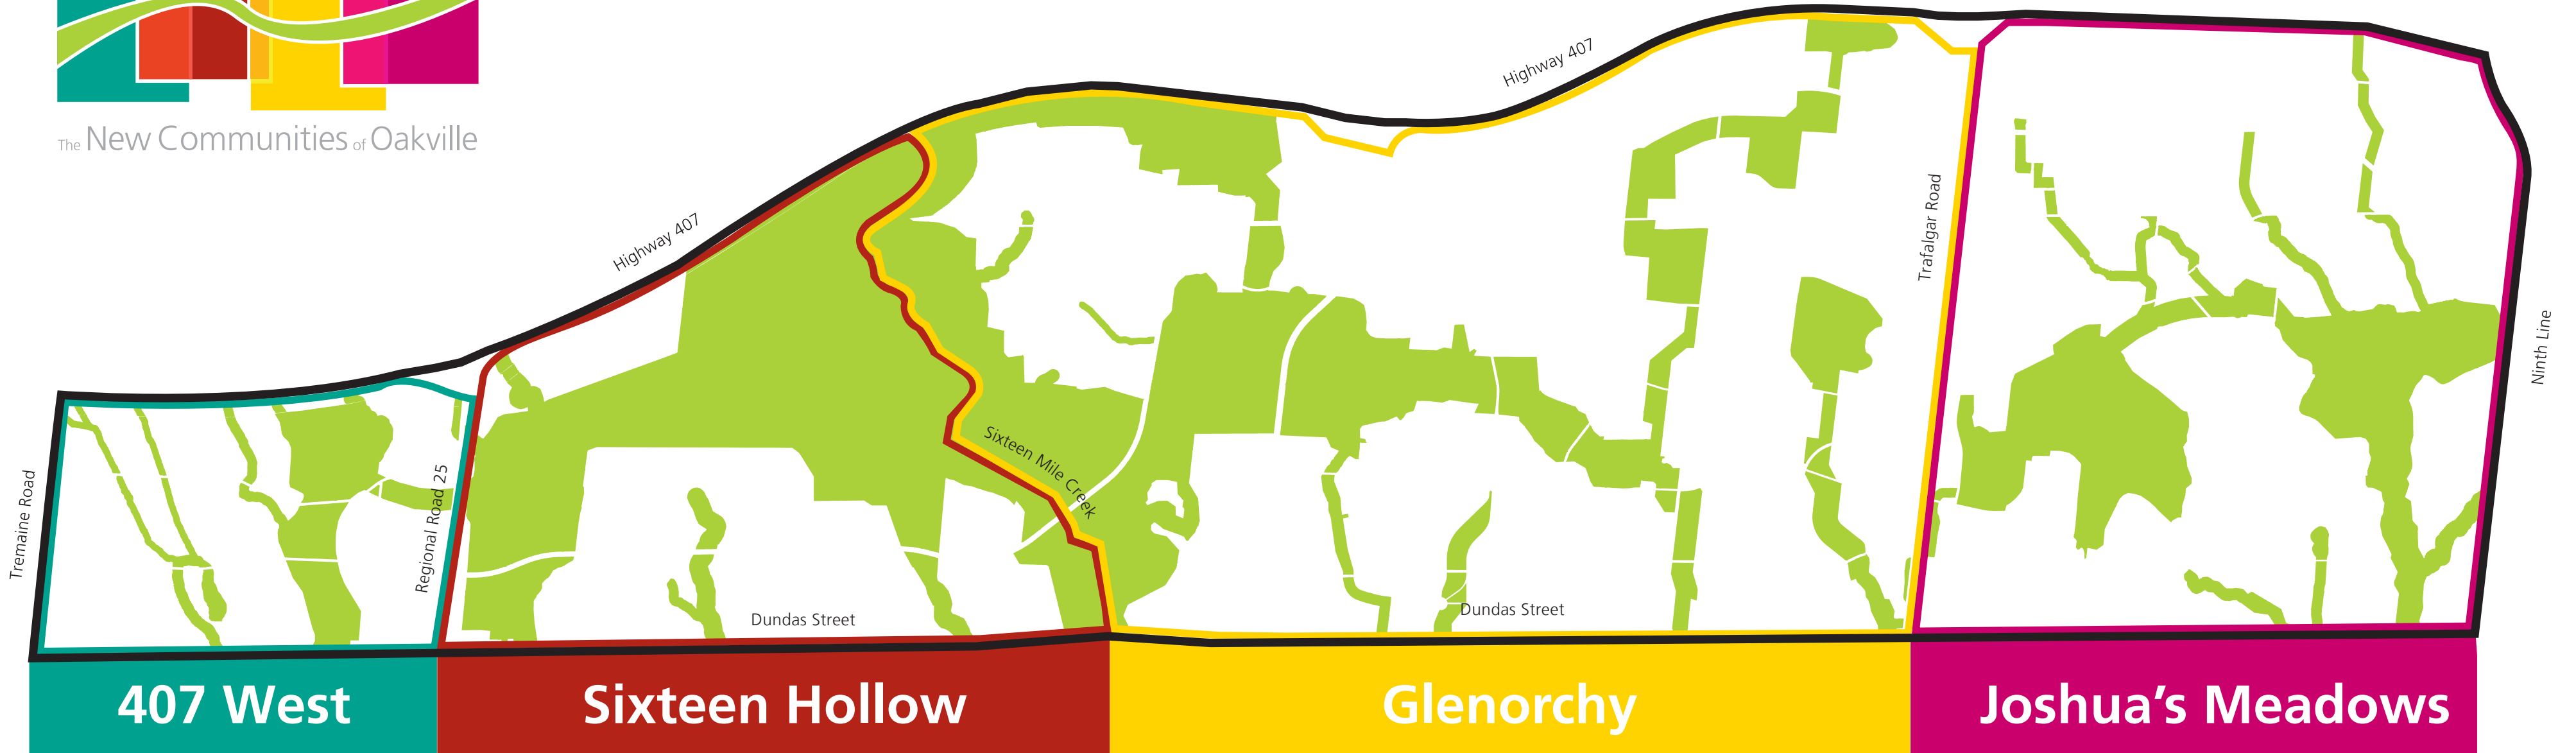 The New Communities of Oakville
Highway 407
Highway 407
Trafalgar Road
Ninth Line
Tremaine Road
Regional Road 25
Sixteen Mile Creek
Dundas Street
Dundas Street
407 West
Sixteen Hollow
Glenorchy
Joshua’s Meadows